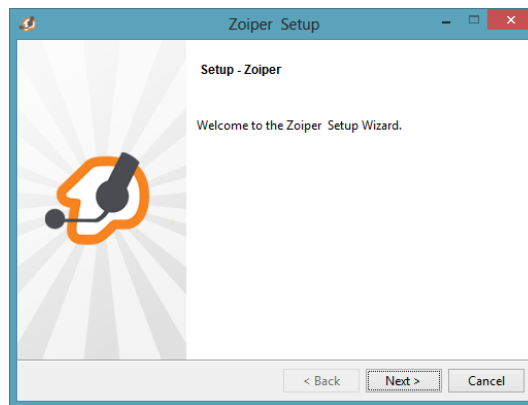 Zoiper Setup
Setup - Zoiper
Welcome to the Zoiper Setup Wizard.
< Back
Next >
Cancel